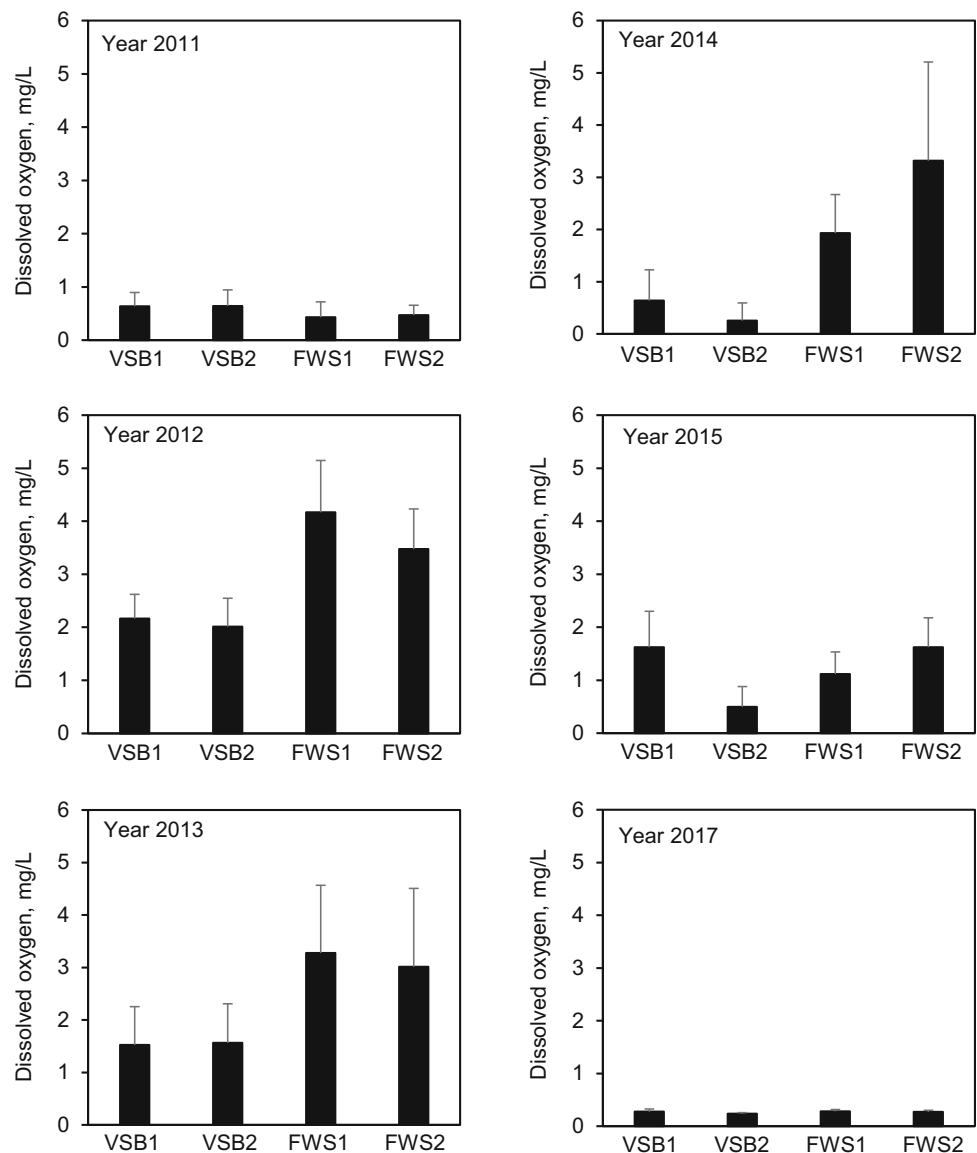 Year 2011
Dissolved oxygen, mg/L
6
5
4
3
2
1
0
VSB1 VSB2 FWS1 FWS2
Year 2014
Dissolved oxygen, mg/L
6
5
4
3
2
1
0
VSB1 VSB2 FWS1 FWS2
Year 2012
Dissolved oxygen, mg/L
6
5
4
3
2
1
0
VSB1 VSB2 FWS1 FWS2
Year 2015
Dissolved oxygen, mg/L
6
5
4
3
2
1
0
VSB1 VSB2 FWS1 FWS2
Year 2013
Dissolved oxygen, mg/L
6
5
4
3
2
1
0
VSB1 VSB2 FWS1 FWS2
Year 2017
Dissolved oxygen, mg/L
6
5
4
3
2
1
0
VSB1 VSB2 FWS1 FWS2